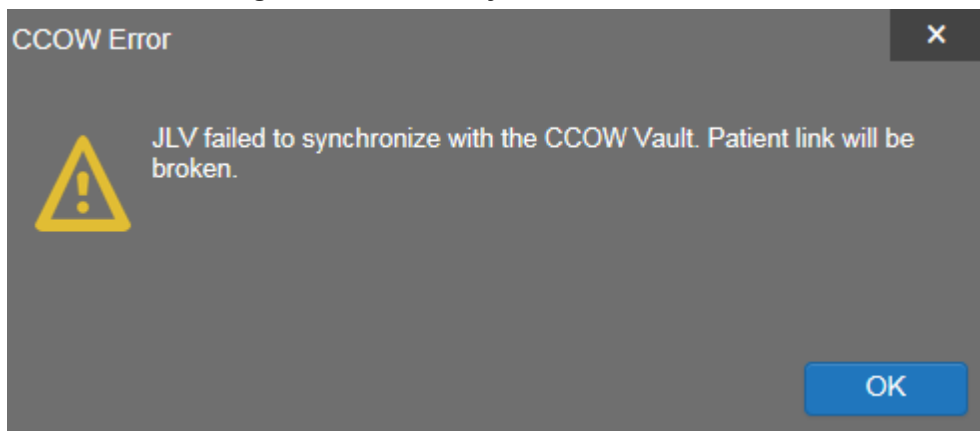 CCOW Error
JLV failed to synchronize with the CCOW Vault. Patient link will be
broken.
OK